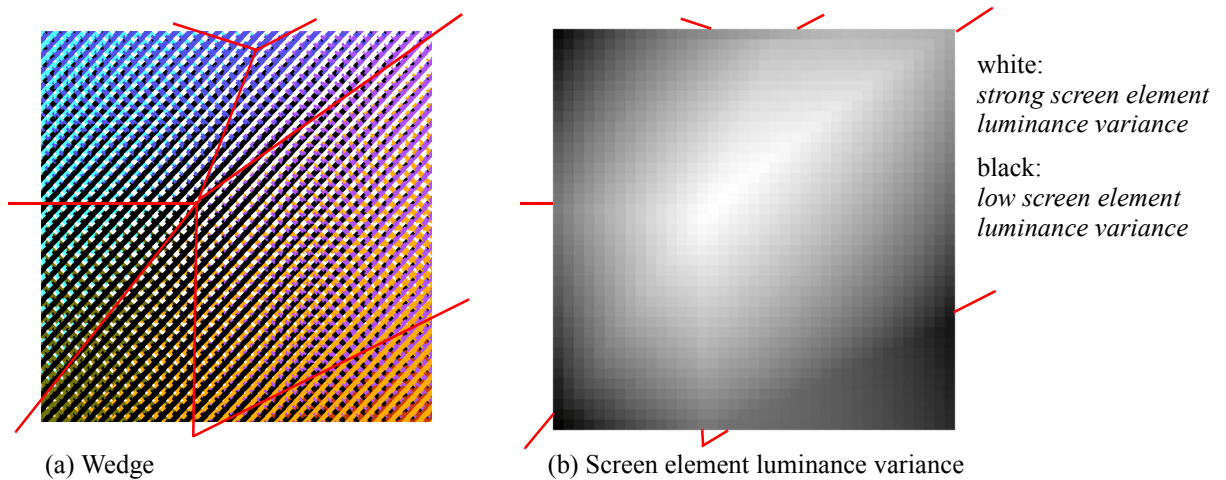 white:
strong screen element
luminance variance
black:
low screen element
luminance variance
(a) Wedge
(b) Screen element luminance variance